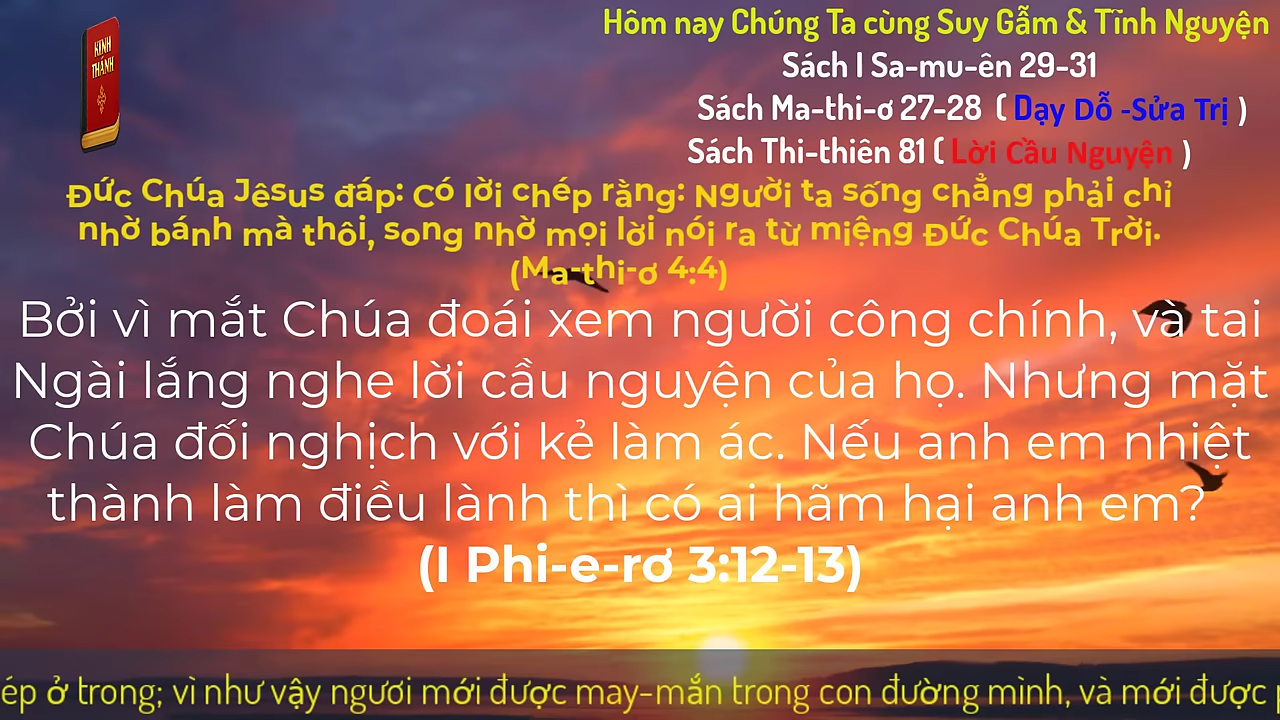 KINH
THÁNH
Hôm nay Chúng Ta cùng Suy Gẫm & Tĩnh Nguyện
Sách I Sa-mu-ên 29-31
Sách Ma-thi-ơ 27-28 ( Dạy Dỗ -Sửa Trị )
Sách Thi-thiên 81 ( Lời Cầu Nguyện )
Đức Chúa Jêsus đáp: Có lời chép rằng: Người ta sống chẳng phải chỉ
nhờ bánh mà thôi, song nhờ mọi lời nói ra từ miệng Đức Chúa Trời.
(Ma-thi-ơ 4:4)
Bởi vì mắt Chúa đoái xem người công chính, và tai
Ngài lắng nghe lời cầu nguyện của họ. Nhưng mặt
Chúa đối nghịch với kẻ làm ác. Nếu anh em nhiệt
thành làm điều lành thì có ai hãm hại anh em?
(I Phi-e-rơ 3:12-13)
ép ở trong; vì như vậy ngươi mới được may-mắn trong con đường mình, và mới được